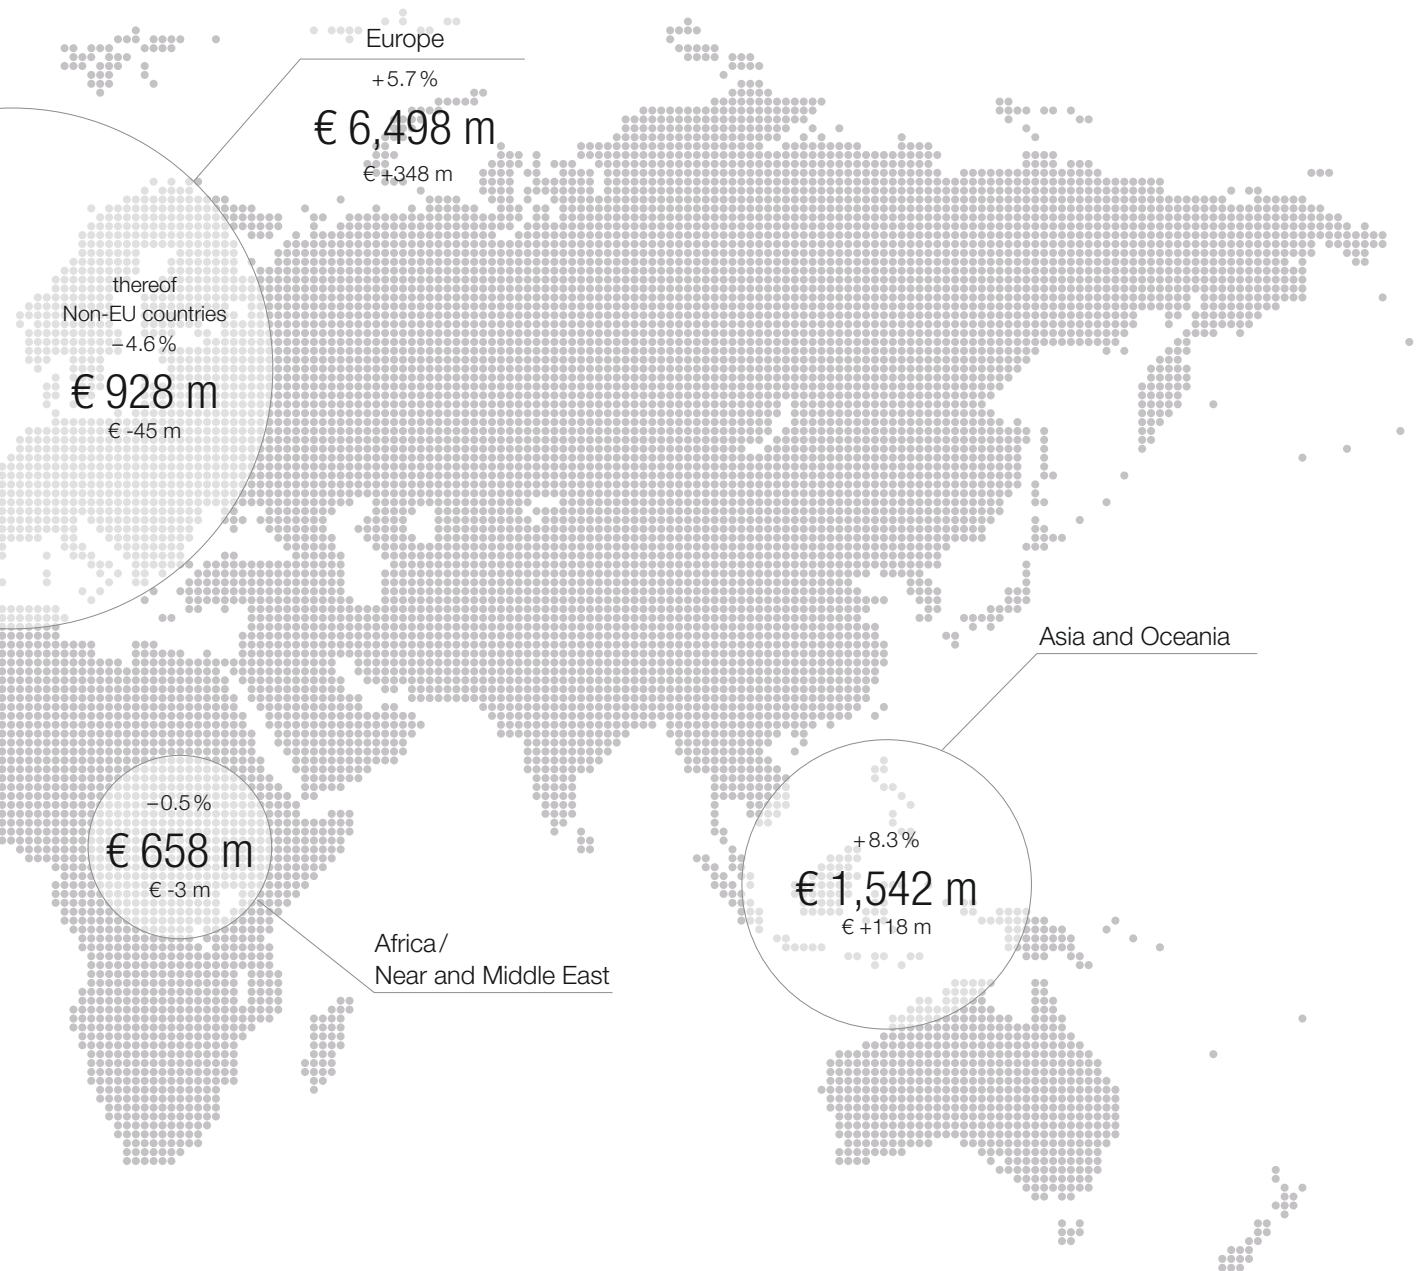 Europe
+5.7%
€ 6,498 m
€ +348 m
thereof
Non-EU countries
–4.6%
€ 928 m
€ -45 m
Asia and Oceania
–0.5%
€ 658 m
€ -3 m
+8.3%
€ 1,542 m
€ +118 m
Africa/
Near and Middle East